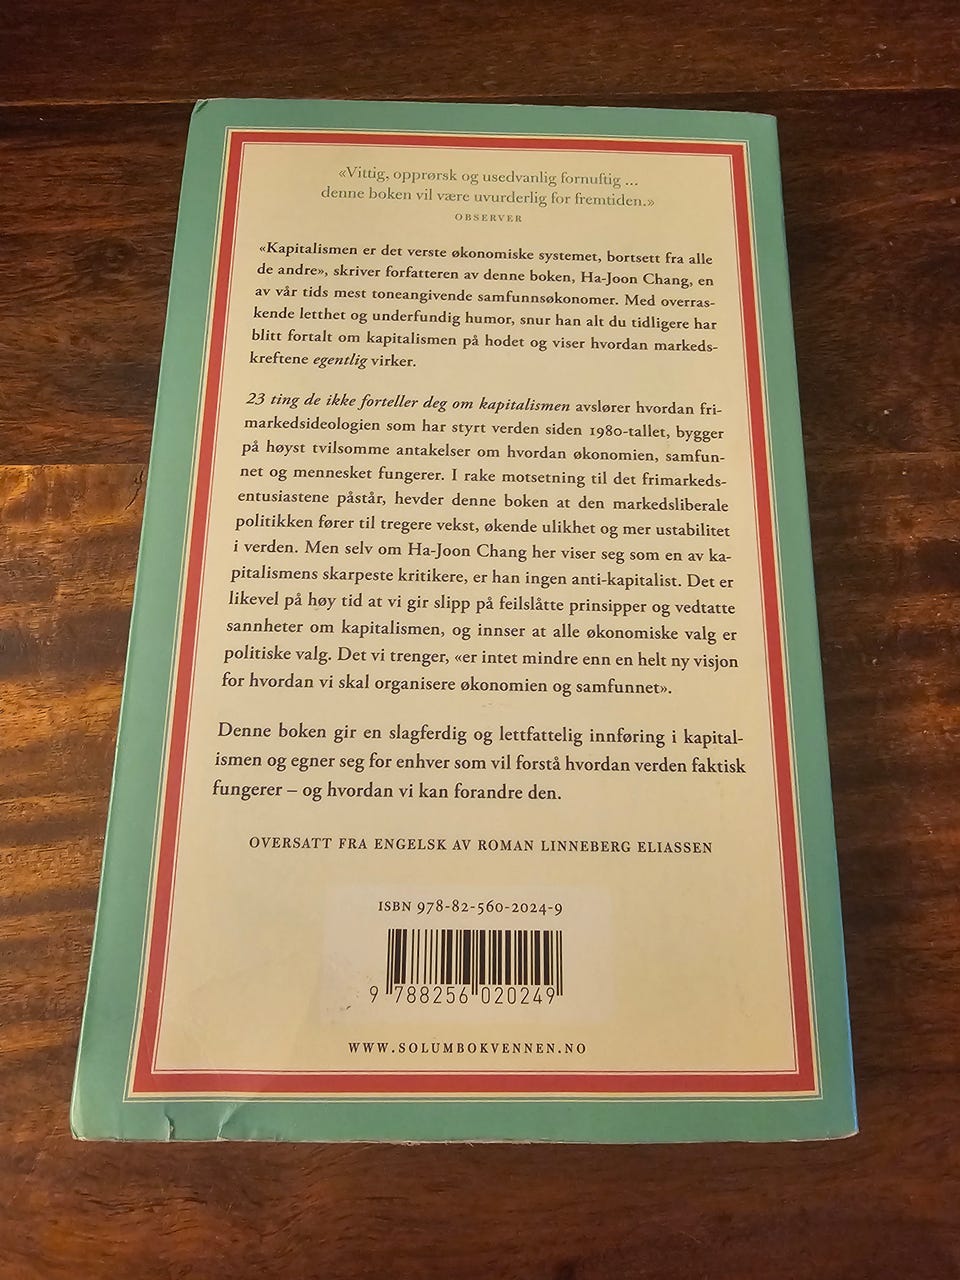 «Vittig, opprørsk og usedvanlig fornuftig ...
denne boken vil være uvurderlig for fremtiden.»
OBSERVER
«Kapitalismen er det verste økonomiske systemet, bortsett fra alle
de andre», skriver forfatteren av denne boken, Ha-Joon Chang, en
av vår tids mest toneangivende samfunnsøkonomer. Med overras-
kende letthet og underfundig humor, snur han alt du tidligere har
blitt fortalt om kapitalismen på hodet og viser hvordan markeds-
kreftene egentlig virker.
23 ting de ikke forteller deg om kapitalismen avslører hvordan fri-
markedsideologien som har styrt verden siden 1980-tallet, bygger
på høyst tvilsomme antakelser om hvordan økonomien, samfun-
net og mennesket fungerer. I rake motsetning til det frimarkeds-
entusiastene påstår, hevder denne boken at den markedsliberale
politikken fører til tregere vekst, økende ulikhet og mer ustabilitet
i verden. Men selv om Ha-Joon Chang her viser seg som en av ka-
pitalismens skarpeste kritikere, er han ingen anti-kapitalist. Det er
likevel på høy tid at vi gir slipp på feilslåtte prinsipper og vedtatte
sannheter om kapitalismen, og innser at alle økonomiske valg er
politiske valg. Det vi trenger, «er intet mindre enn en helt ny visjon
for hvordan vi skal organisere økonomien og samfunnet».
Denne boken gir en slagferdig og lettfattelig innføring i kapital-
ismen og egner seg for enhver som vil forstå hvordan verden faktisk
fungerer – og hvordan vi kan forandre den.
OVERSATT FRA ENGELSK AV ROMAN LINNEBERG ELIASSEN
ISBN 978-82-560-2024-9
9 788256 020249
WWW.SOLUMBOKVENNEN.NO